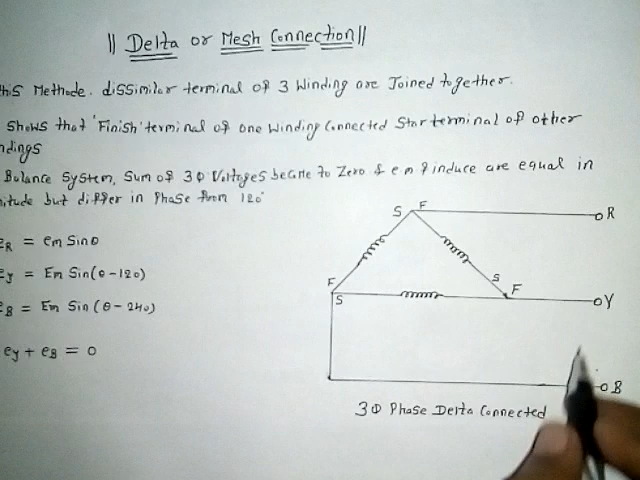 || Delta or Mesh Connection ||
his Methode. dissimilar terminal of 3 Winding are Joined together.
Shows that 'Finish' terminal of one Winding Connected Star terminal of other
ndings
Balance System, Sum of 3Φ Voltages become to Zero & emf induce are equal in
itude but differ in Phase from 120°
eR = em Sinθ
ey = Em Sin(θ-120)
eB = Em Sin (θ-240)
ey + eB = 0
S F R
F S
S F Y
B
3Φ Phase Delta Connected